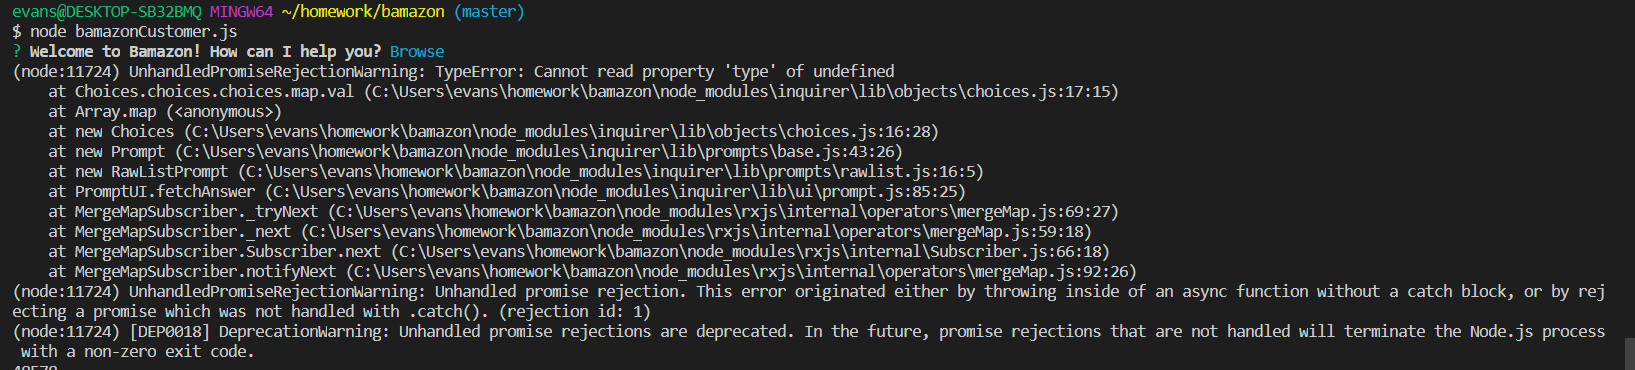 evans@DESKTOP-SB32BMQ MINGW64 ~/homework/bamazon (master)
$ node bamazonCustomer.js
? Welcome to Bamazon! How can I help you? Browse
(node:11724) UnhandledPromiseRejectionWarning: TypeError: Cannot read property 'type' of undefined
    at Choices.choices.choices.map.val (C:\Users\evans\homework\bamazon\node_modules\inquirer\lib\objects\choices.js:17:15)
    at Array.map (<anonymous>)
    at new Choices (C:\Users\evans\homework\bamazon\node_modules\inquirer\lib\objects\choices.js:16:28)
    at new Prompt (C:\Users\evans\homework\bamazon\node_modules\inquirer\lib\prompts\base.js:43:26)
    at new RawListPrompt (C:\Users\evans\homework\bamazon\node_modules\inquirer\lib\prompts\rawlist.js:16:5)
    at PromptUI.fetchAnswer (C:\Users\evans\homework\bamazon\node_modules\inquirer\lib\ui\prompt.js:85:25)
    at MergeMapSubscriber._tryNext (C:\Users\evans\homework\bamazon\node_modules\rxjs\internal\operators\mergeMap.js:69:27)
    at MergeMapSubscriber._next (C:\Users\evans\homework\bamazon\node_modules\rxjs\internal\operators\mergeMap.js:59:18)
    at MergeMapSubscriber.Subscriber.next (C:\Users\evans\homework\bamazon\node_modules\rxjs\internal\Subscriber.js:66:18)
    at MergeMapSubscriber.notifyNext (C:\Users\evans\homework\bamazon\node_modules\rxjs\internal\operators\mergeMap.js:92:26)
(node:11724) UnhandledPromiseRejectionWarning: Unhandled promise rejection. This error originated either by throwing inside of an async function without a catch block, or by rej
ecting a promise which was not handled with .catch(). (rejection id: 1)
(node:11724) [DEP0018] DeprecationWarning: Unhandled promise rejections are deprecated. In the future, promise rejections that are not handled will terminate the Node.js process
 with a non-zero exit code.